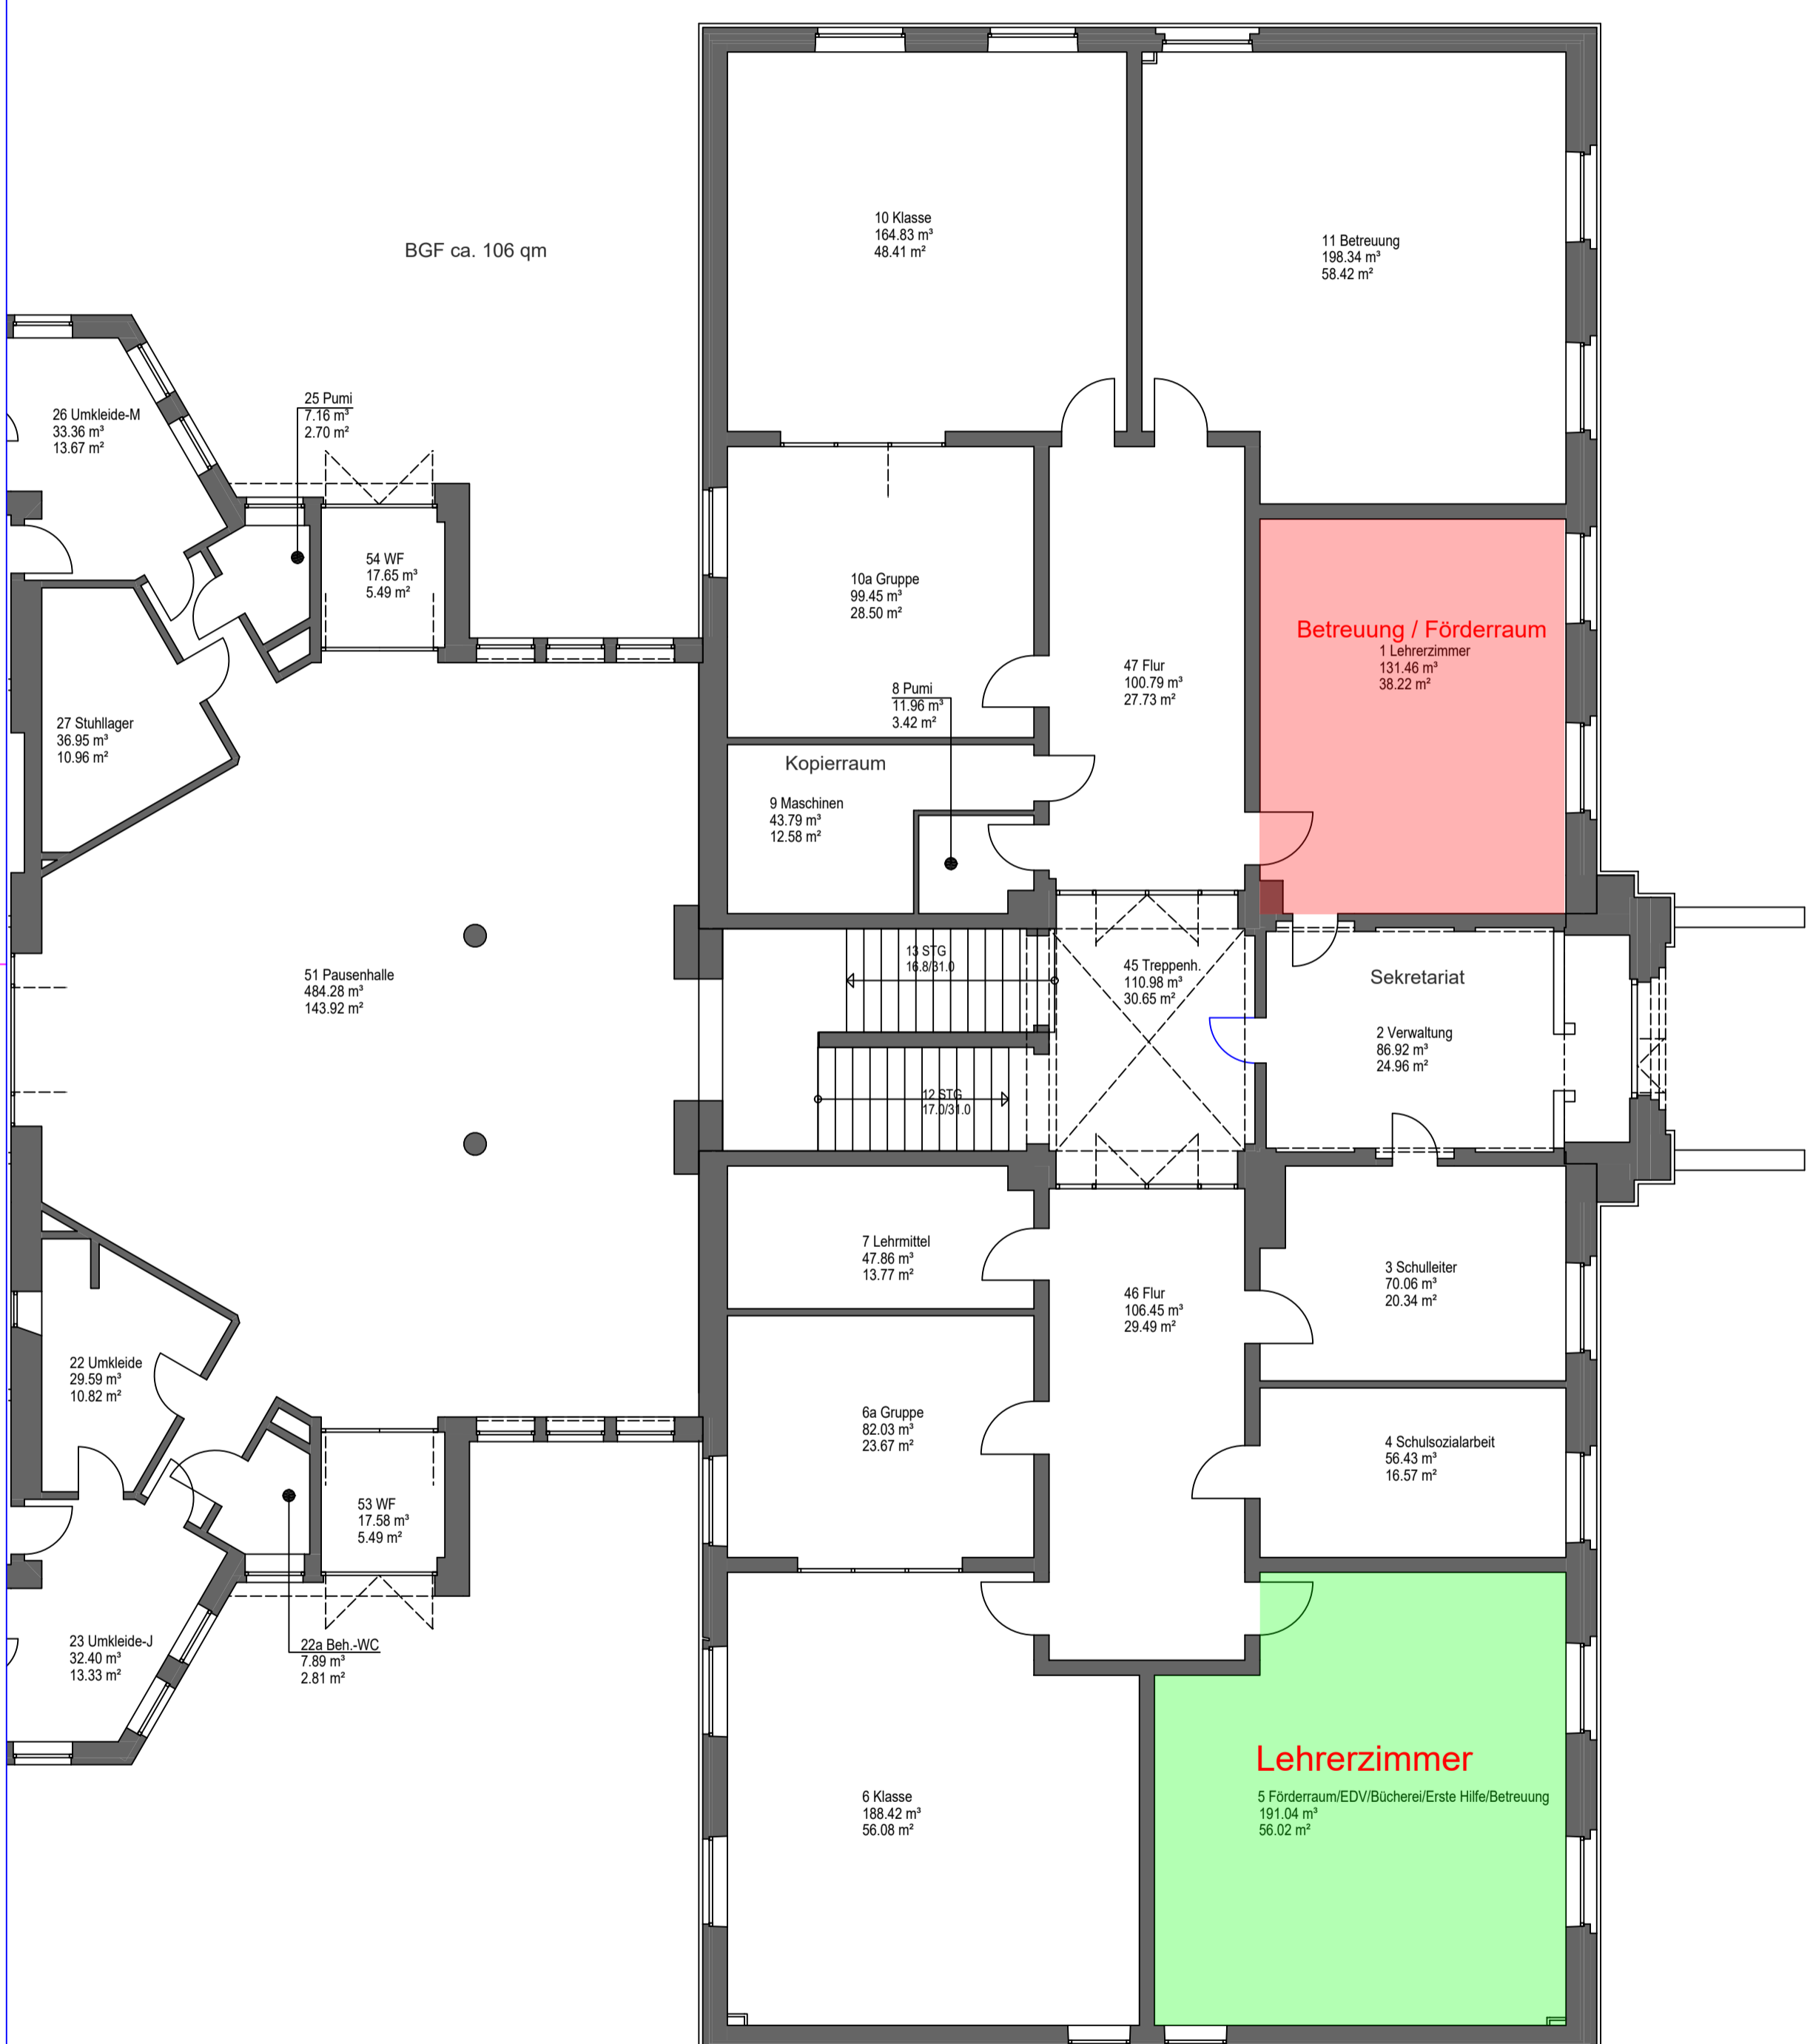 10 Klasse
164.83 m³
48.41 m²
11 Betreuung
198.34 m³
58.42 m²
BGF ca. 106 qm
26 Umkleide-M
33.36 m³
13.67 m²
25 Pumi
7.16 m³
2.70 m²
54 WF
17.65 m³
5.49 m²
10a Gruppe
99.45 m³
28.50 m²
Betreuung / Förderraum
1 Lehrerzimmer
131.46 m³
38.22 m²
47 Flur
100.79 m³
27.73 m²
8 Pumi
11.96 m³
3.42 m²
27 Stuhllager
36.95 m³
10.96 m²
Kopierraum
9 Maschinen
43.79 m³
12.58 m²
51 Pausenhalle
484.28 m³
143.92 m²
13 STG
16.8/31.0
45 Treppenh.
110.98 m³
30.65 m²
Sekretariat
2 Verwaltung
86.92 m³
24.96 m²
12 STG
17.0/31.0
7 Lehrmittel
47.86 m³
13.77 m²
46 Flur
106.45 m³
29.49 m²
3 Schulleiter
70.06 m³
20.34 m²
22 Umkleide
29.59 m³
10.82 m²
6a Gruppe
82.03 m³
23.67 m²
4 Schulsozialarbeit
56.43 m³
16.57 m²
53 WF
17.58 m³
5.49 m²
23 Umkleide-J
32.40 m³
13.33 m²
22a Beh.-WC
7.89 m³
2.81 m²
Lehrerzimmer
5 Förderraum/EDV/Bücherei/Erste Hilfe/Betreuung
191.04 m³
56.02 m²
6 Klasse
188.42 m³
56.08 m²